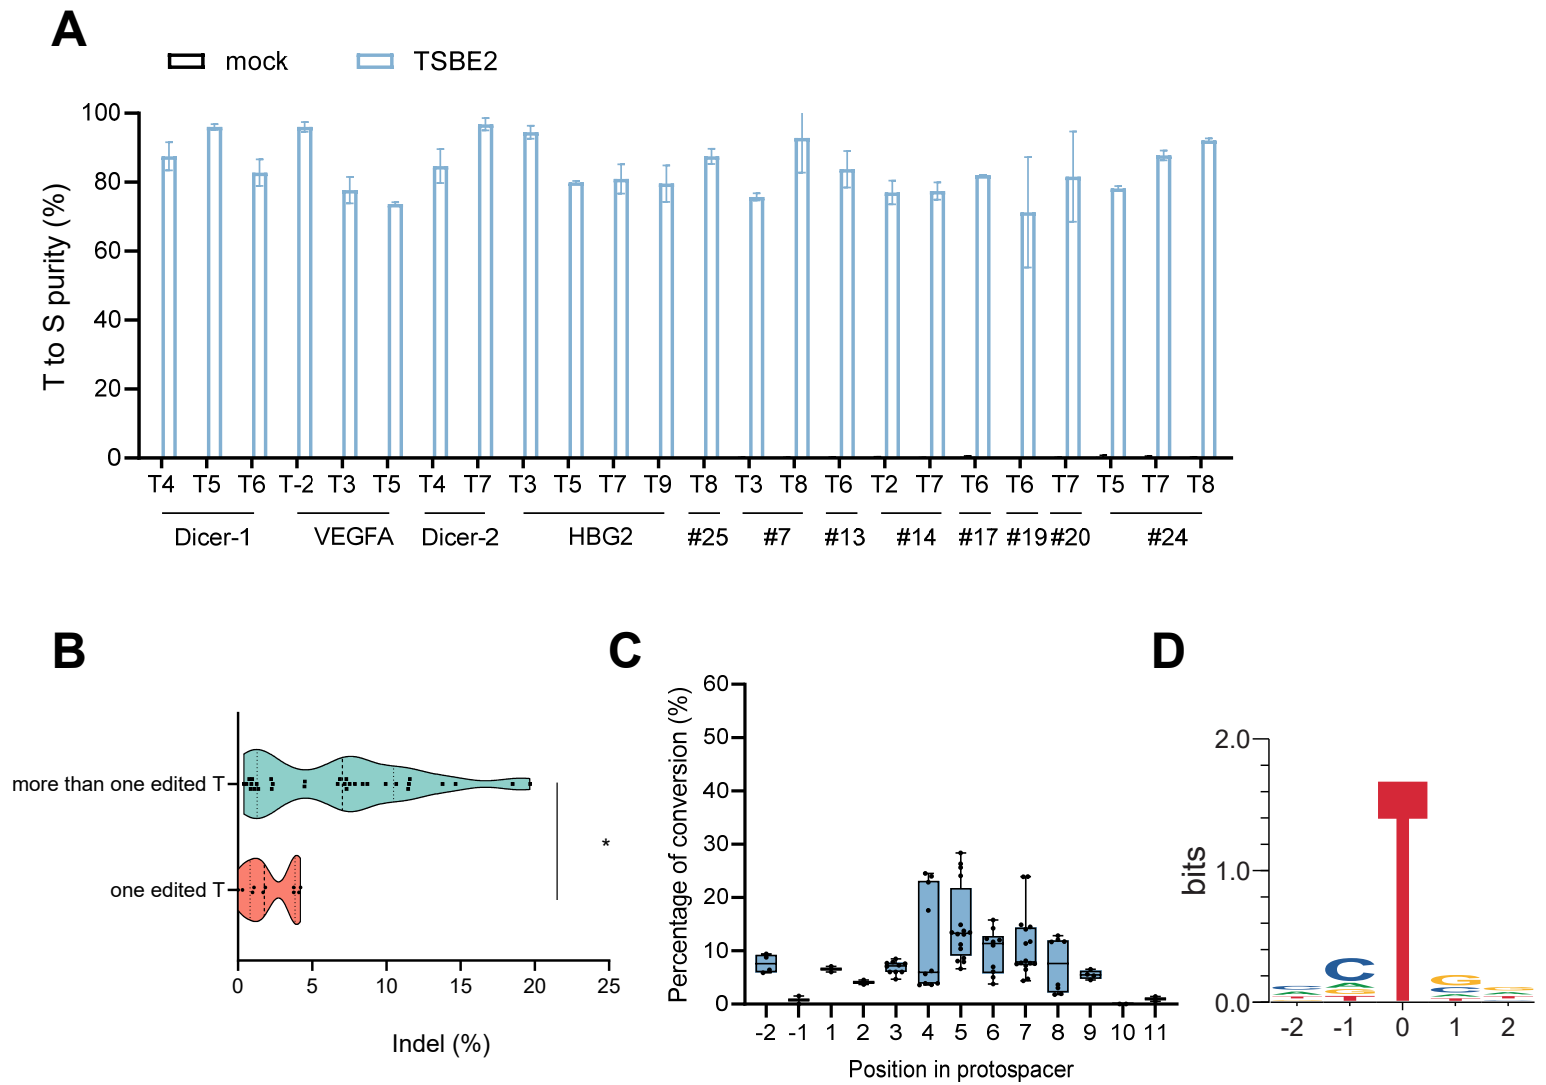 A
mock TSBE2
T to S purity (%)
100
80
60
40
20
0
T4 T5 T6 T-2 T3 T5 T4 T7 T3 T5 T7 T9 T8 T3 T8 T6 T2 T7 T6 T6 T7 T5 T7 T8
Dicer-1 VEGFA Dicer-2 HBG2 #25 #7 #13 #14 #17 #19 #20 #24
B
more than one edited T
one edited T
*
0 5 10 15 20 25
Indel (%)
C
Percentage of conversion (%)
60
50
40
30
20
10
0
-2 -1 1 2 3 4 5 6 7 8 9 10 11
Position in protospacer
D
bits
2.0
1.0
0.0
C
A
G
T
T
G
C
A
-2 -1 0 1 2